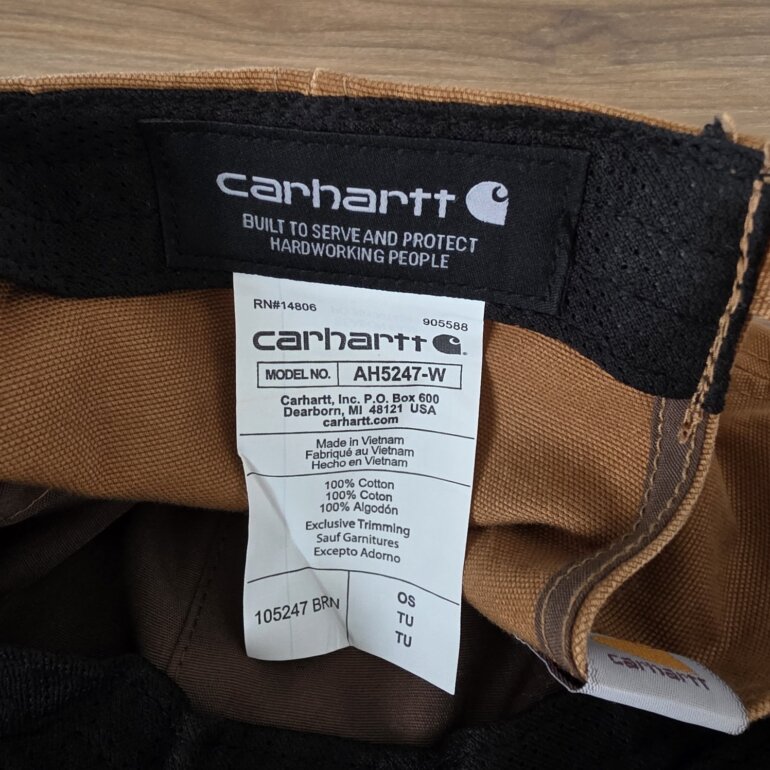 carhartt
BUILT TO SERVE AND PROTECT
HARDWORKING PEOPLE
RN#14806
905588
carhartt
MODEL NO. AH5247-W
Carhartt, Inc. P.O. Box 600
Dearborn, MI 48121 USA
carhartt.com
Made in Vietnam
Fabriqué au Vietnam
Hecho en Vietnam
100% Cotton
100% Coton
100% Algodón
Exclusive Trimming
Sauf Garnitures
Excepto Adorno
105247 BRN
OS
TU
TU
carhartt